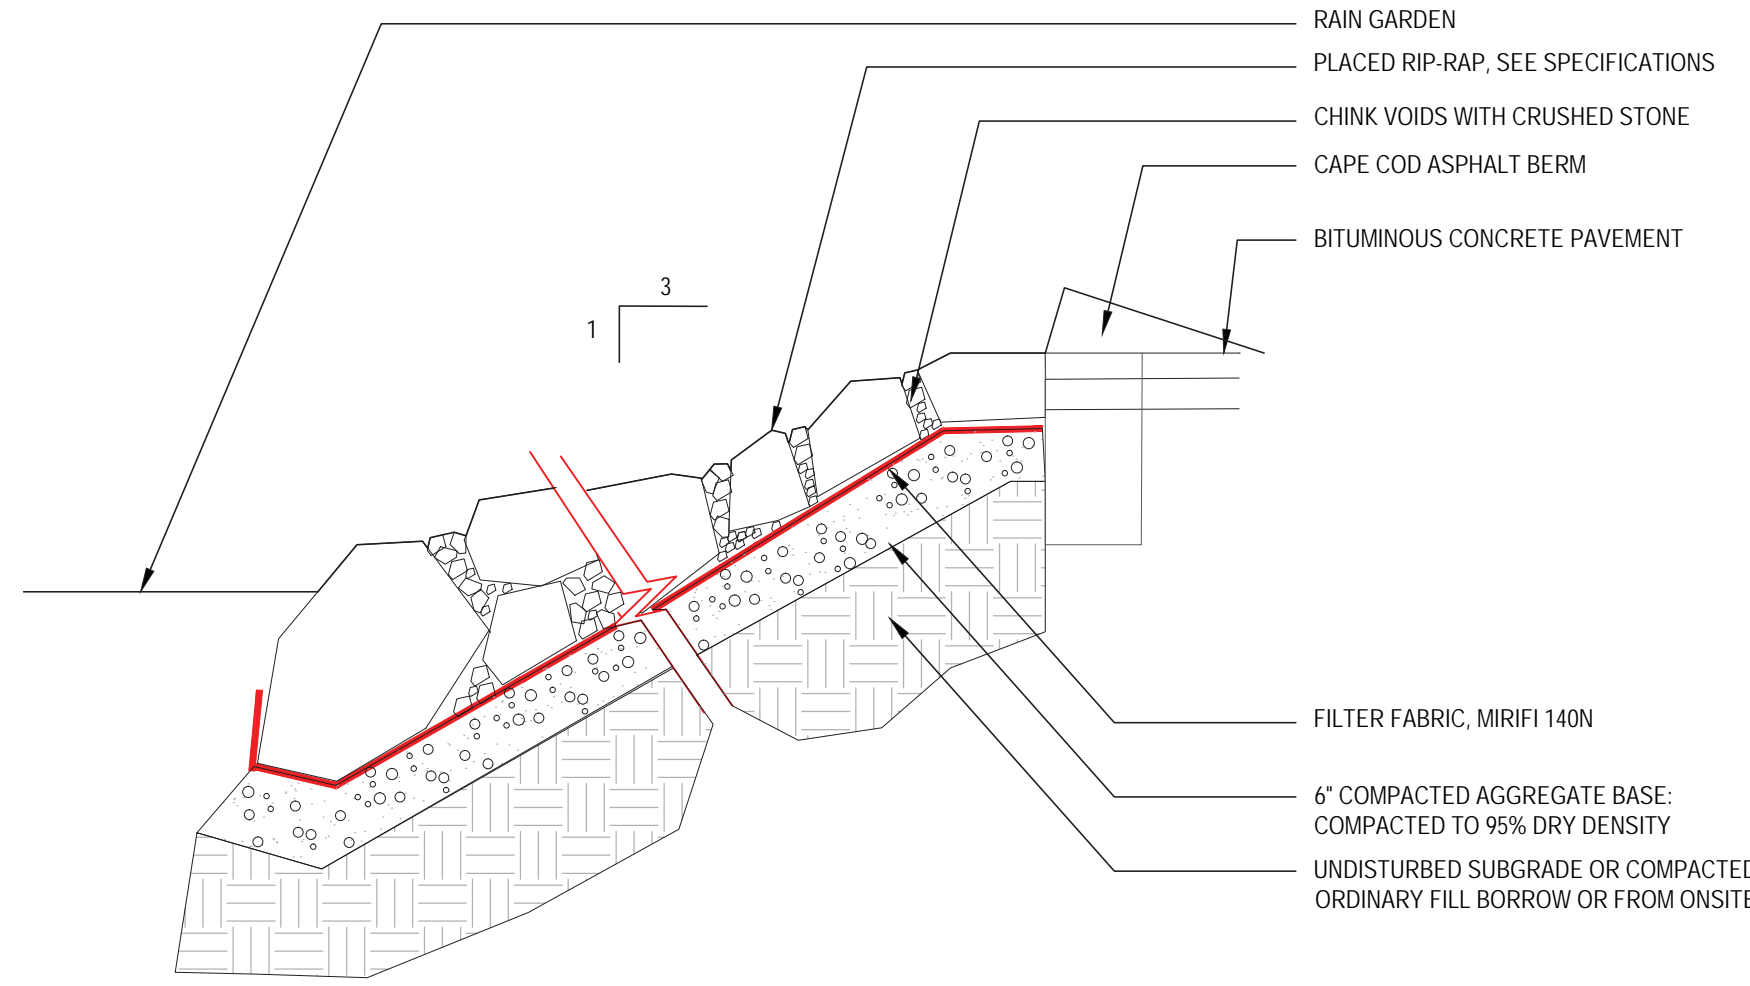 RAIN GARDEN
PLACED RIP-RAP, SEE SPECIFICATIONS
CHINK VOIDS WITH CRUSHED STONE
CAPE COD ASPHALT BERM
BITUMINOUS CONCRETE PAVEMENT
3
1
FILTER FABRIC, MIRIFI 140N
6" COMPACTED AGGREGATE BASE:
COMPACTED TO 95% DRY DENSITY
UNDISTURBED SUBGRADE OR COMPACTED
ORDINARY FILL BORROW OR FROM ONSITE